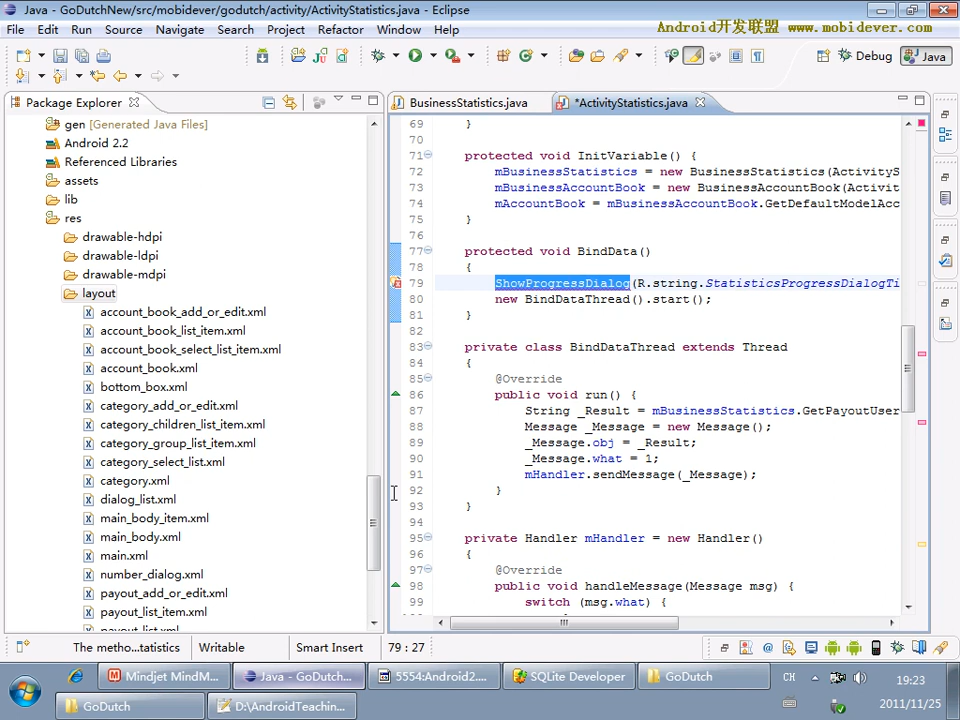 Java - GoDutchNew/src/mobidever/godutch/activity/ActivityStatistics.java - Eclipse
File Edit Run Source Navigate Search Project Refactor Window Help
Android开发联盟 www.mobidever.com
Debug Java
Package Explorer
BusinessStatistics.java
*ActivityStatistics.java
gen [Generated Java Files]
Android 2.2
Referenced Libraries
assets
lib
res
drawable-hdpi
drawable-ldpi
drawable-mdpi
layout
account_book_add_or_edit.xml
account_book_list_item.xml
account_book_select_list_item.xml
account_book.xml
bottom_box.xml
category_add_or_edit.xml
category_children_list_item.xml
category_group_list_item.xml
category_select_list.xml
category.xml
dialog_list.xml
main_body_item.xml
main_body.xml
main.xml
number_dialog.xml
payout_add_or_edit.xml
payout_list_item.xml
69 }
70
71 protected void InitVariable() {
72 mBusinessStatistics = new BusinessStatistics(ActivityS
73 mBusinessAccountBook = new BusinessAccountBook(Activit
74 mAccountBook = mBusinessAccountBook.GetDefaultModelAcc
75 }
76
77 protected void BindData()
78 {
79 ShowProgressDialog(R.string.StatisticsProgressDialogTi
80 new BindDataThread().start();
81 }
82
83 private class BindDataThread extends Thread
84 {
85 @Override
86 public void run() {
87 String _Result = mBusinessStatistics.GetPayoutUser
88 Message _Message = new Message();
89 _Message.obj = _Result;
90 _Message.what = 1;
91 mHandler.sendMessage(_Message);
92 }
93 }
94
95 private Handler mHandler = new Handler()
96 {
97 @Override
98 public void handleMessage(Message msg) {
99 switch (msg.what) {
The metho...tatistics Writable Smart Insert 79 : 27
Mindjet MindM... Java - GoDutch... 5554:Android2.... SQLite Developer GoDutch
GoDutch D:\AndroidTeachin...
CH
19:23
2011/11/25